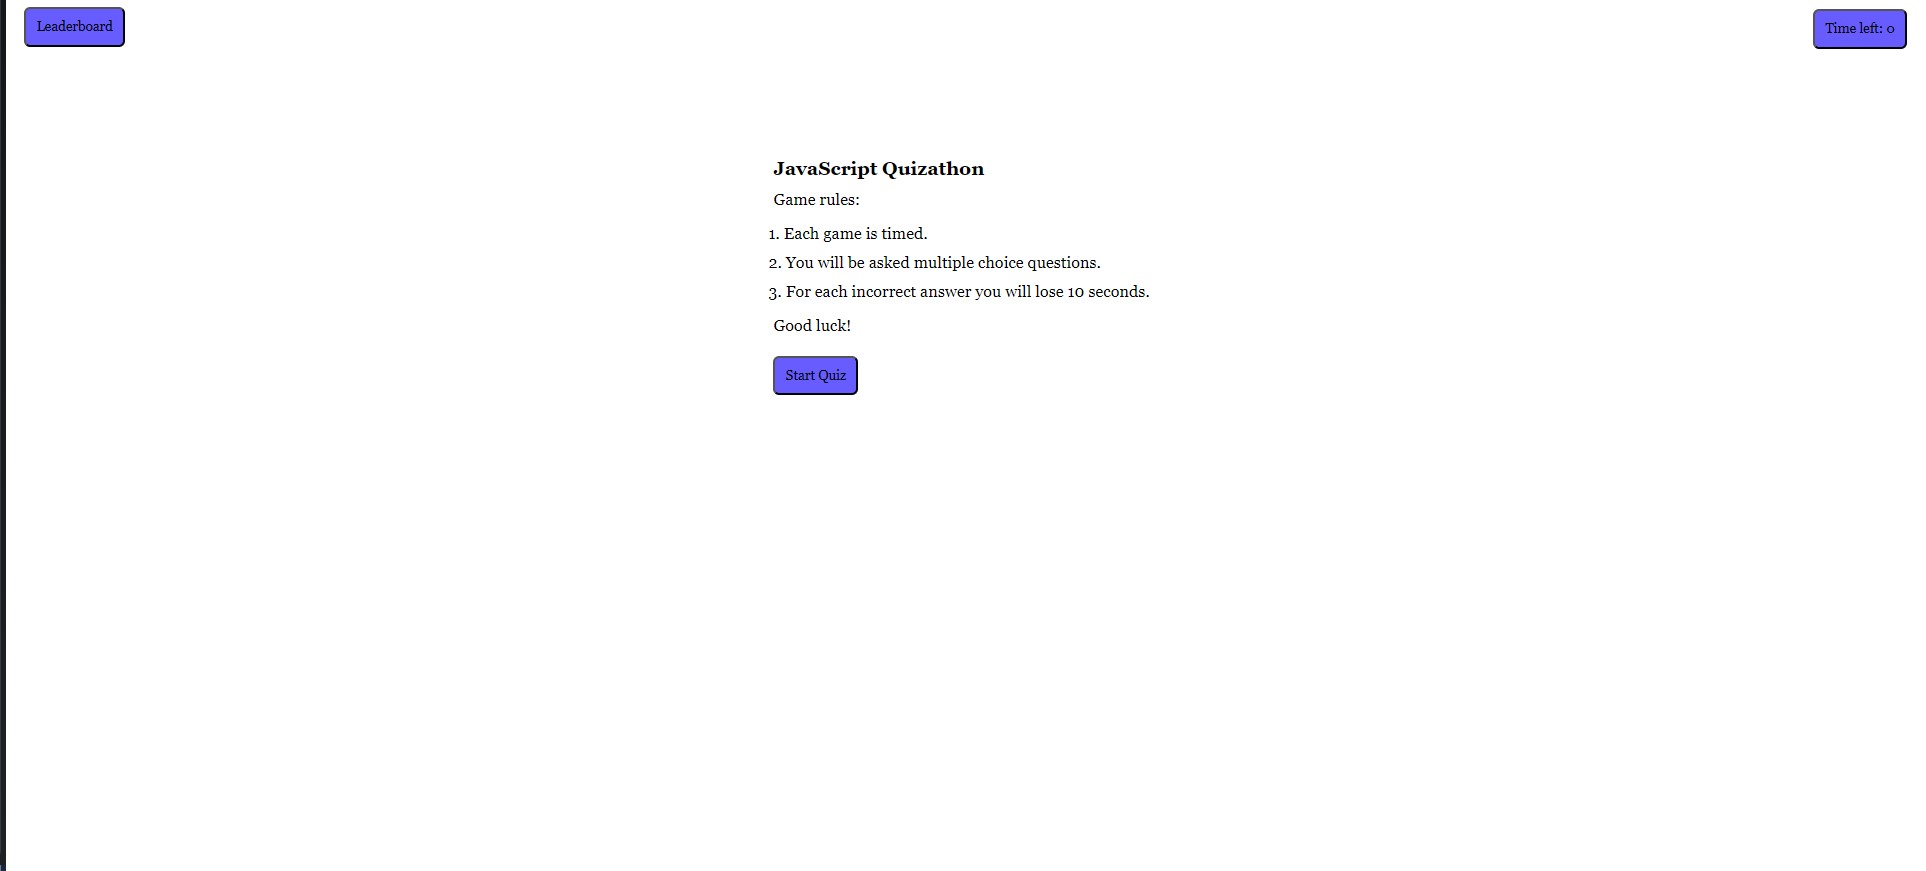 Leaderboard
Time left: 0
JavaScript Quizathon
Game rules:
1. Each game is timed.
2. You will be asked multiple choice questions.
3. For each incorrect answer you will lose 10 seconds.
Good luck!
Start Quiz